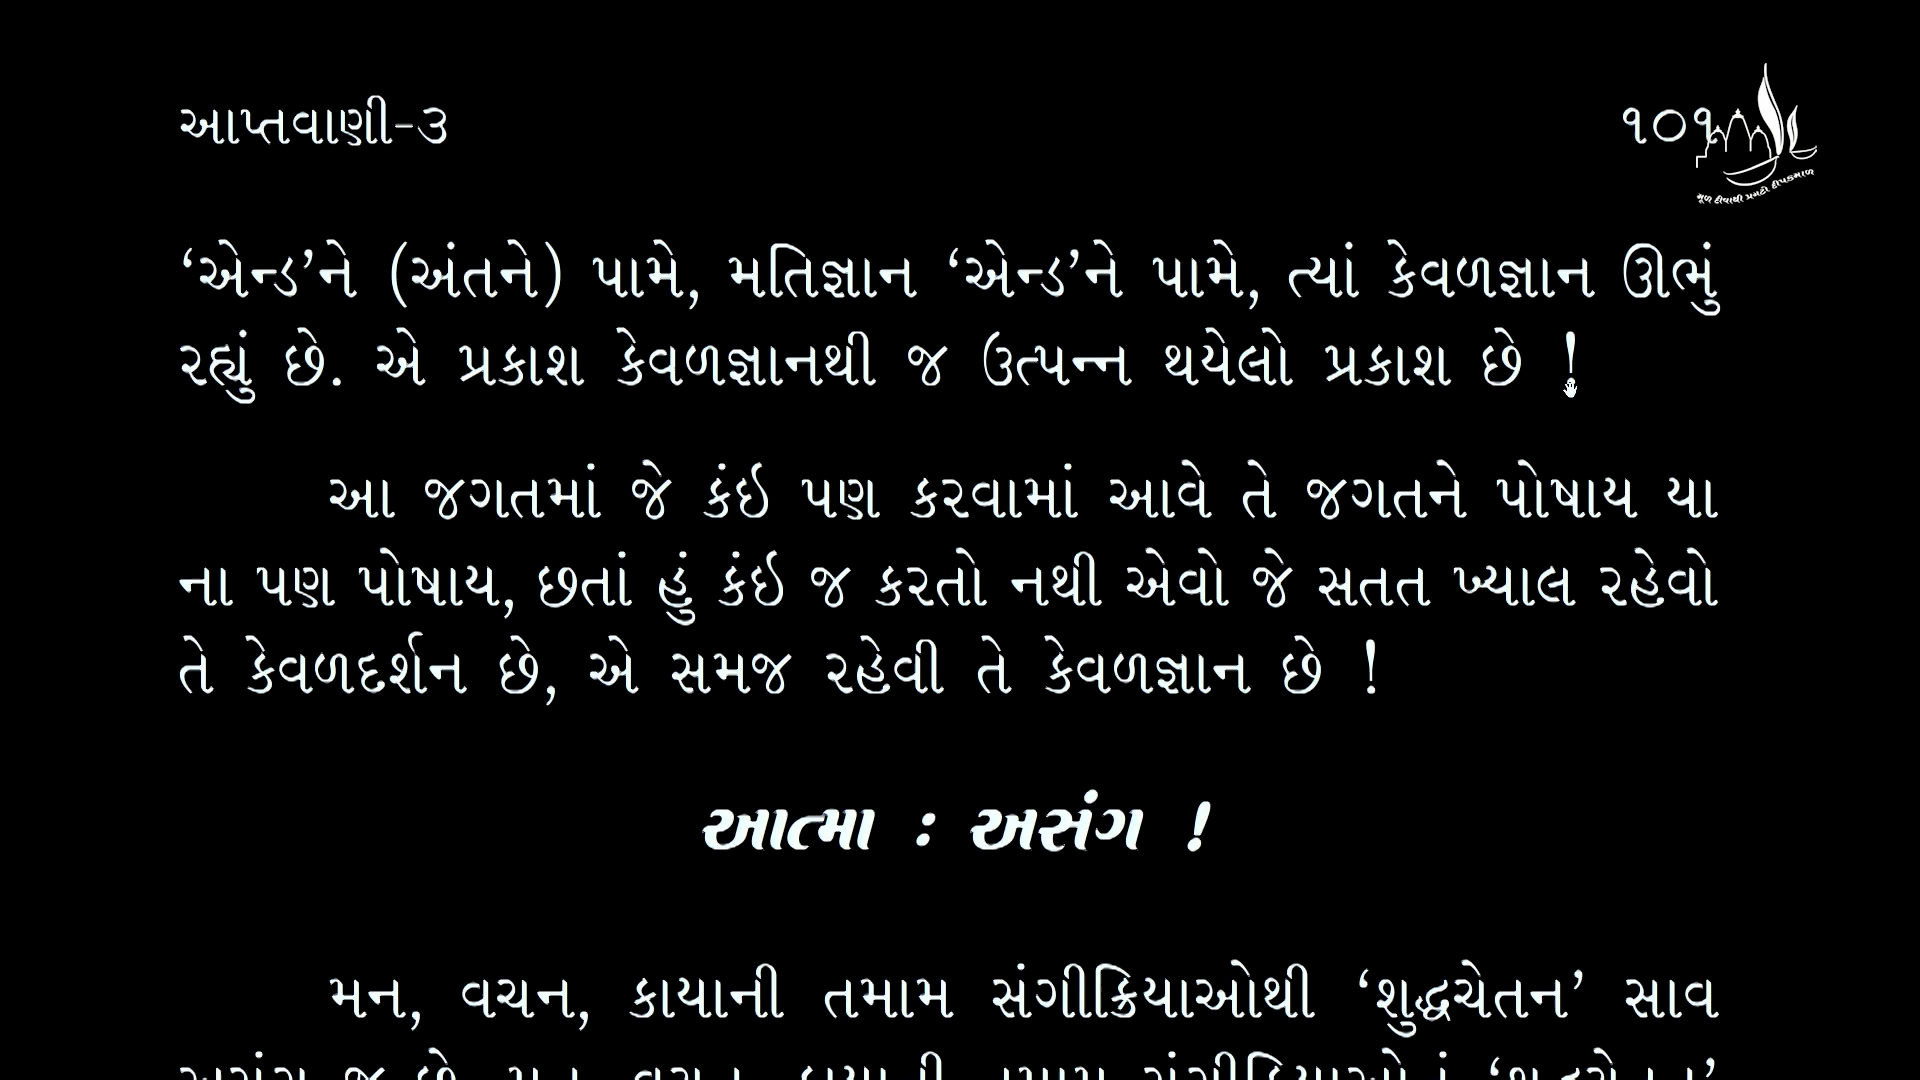 આપ્તવાણી-૩
૧૦૧
મૂળ દીવાથી પ્રગટી દીપકમાળ
‘એન્ડ’ને (અંતને) પામે, મતિજ્ઞાન ‘એન્ડ’ને પામે, ત્યાં કેવળજ્ઞાન ઊભું
રહ્યું છે. એ પ્રકાશ કેવળજ્ઞાનથી જ ઉત્પન્ન થયેલો પ્રકાશ છે !
આ જગતમાં જે કંઇ પણ કરવામાં આવે તે જગતને પોષાય યા
ના પણ પોષાય, છતાં હું કંઇ જ કરતો નથી એવો જે સતત ખ્યાલ રહેવો
તે કેવળદર્શન છે, એ સમજ રહેવી તે કેવળજ્ઞાન છે !
આત્મા : અસંગ !
મન, વચન, કાયાની તમામ સંગીક્રિયાઓથી ‘શુદ્ધચેતન’ સાવ